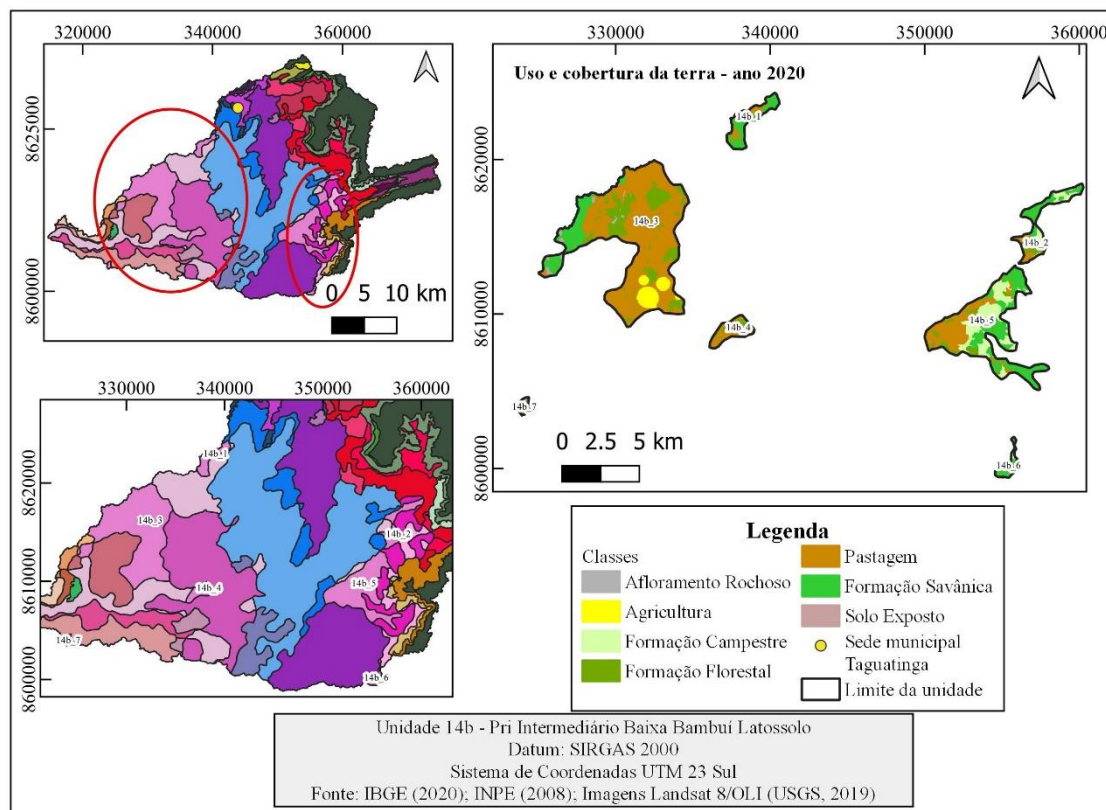 320000 340000 360000
8625000
8600000
0 5 10 km
330000 340000 350000 360000
8620000
8610000
8600000
14b_1
14b_3
14b_2
14b_4
14b_5
14b_7
14b_6
330000 340000 350000 360000
Uso e cobertura da terra - ano 2020
8620000
8610000
8600000
14b_1
14b_3
14b_2
14b_4
14b_5
14b_7
14b_6
0 2.5 5 km
Legenda
Classes
Afloramento Rochoso
Agricultura
Formação Campestre
Formação Florestal
Pastagem
Formação Savânica
Solo Exposto
Sede municipal
Taguatinga
Limite da unidade
Unidade 14b - Pri Intermediário Baixa Bambuí Latossolo
Datum: SIRGAS 2000
Sistema de Coordenadas UTM 23 Sul
Fonte: IBGE (2020); INPE (2008); Imagens Landsat 8/OLI (USGS, 2019)